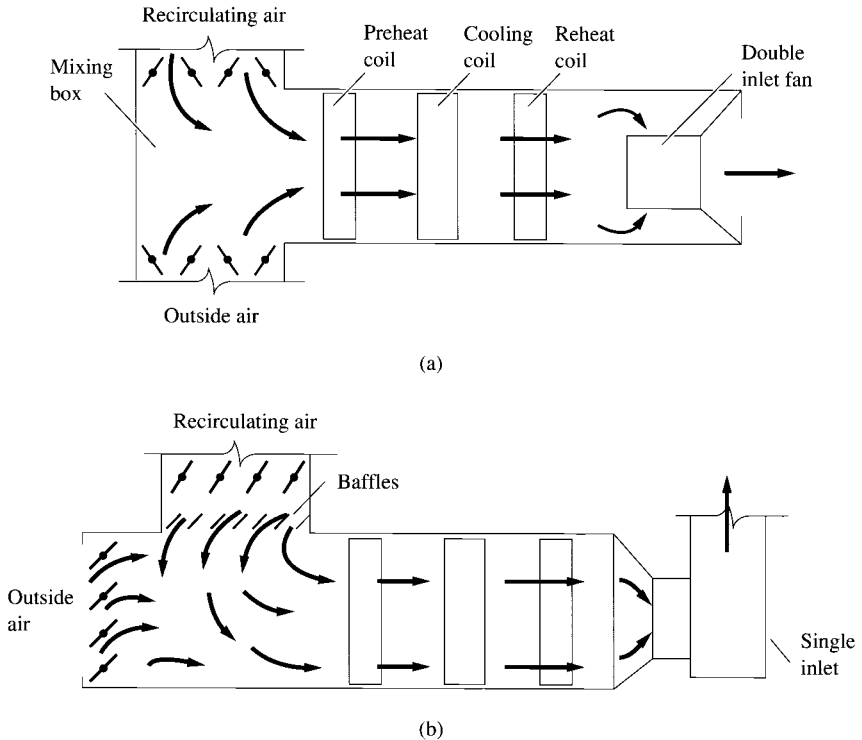 Recirculating air
Mixing
box
Preheat
coil
Cooling
coil
Reheat
coil
Double
inlet fan
Outside air
(a)
Recirculating air
Baffles
Outside
air
Single
inlet
(b)